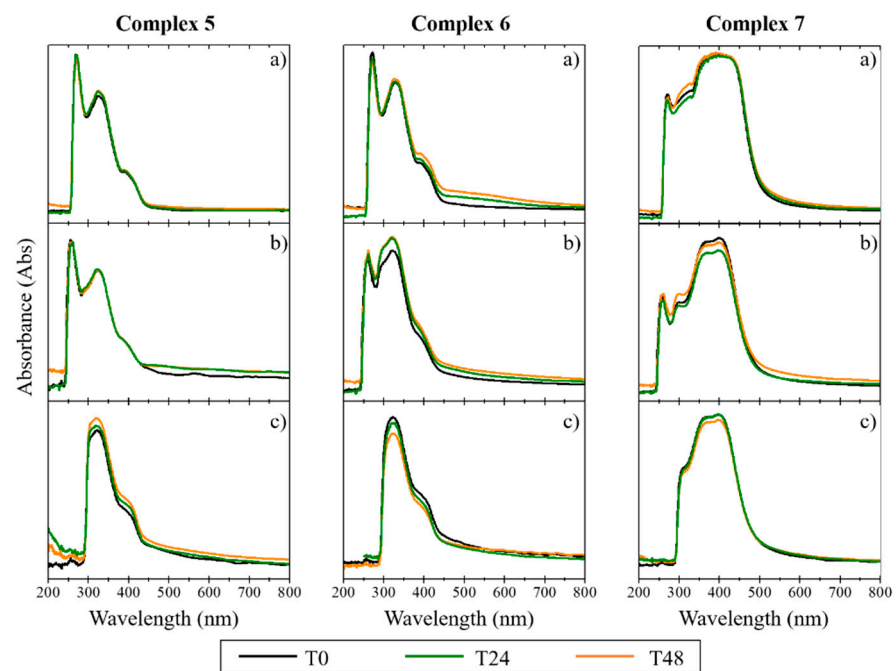 Complex 5 Complex 6 Complex 7
a) a) a)
b) b) b)
Absorbance (Abs)
c) c) c)
200 300 400 500 600 700 800 200 300 400 500 600 700 800 200 300 400 500 600 700 800
Wavelength (nm) Wavelength (nm) Wavelength (nm)
T0 T24 T48